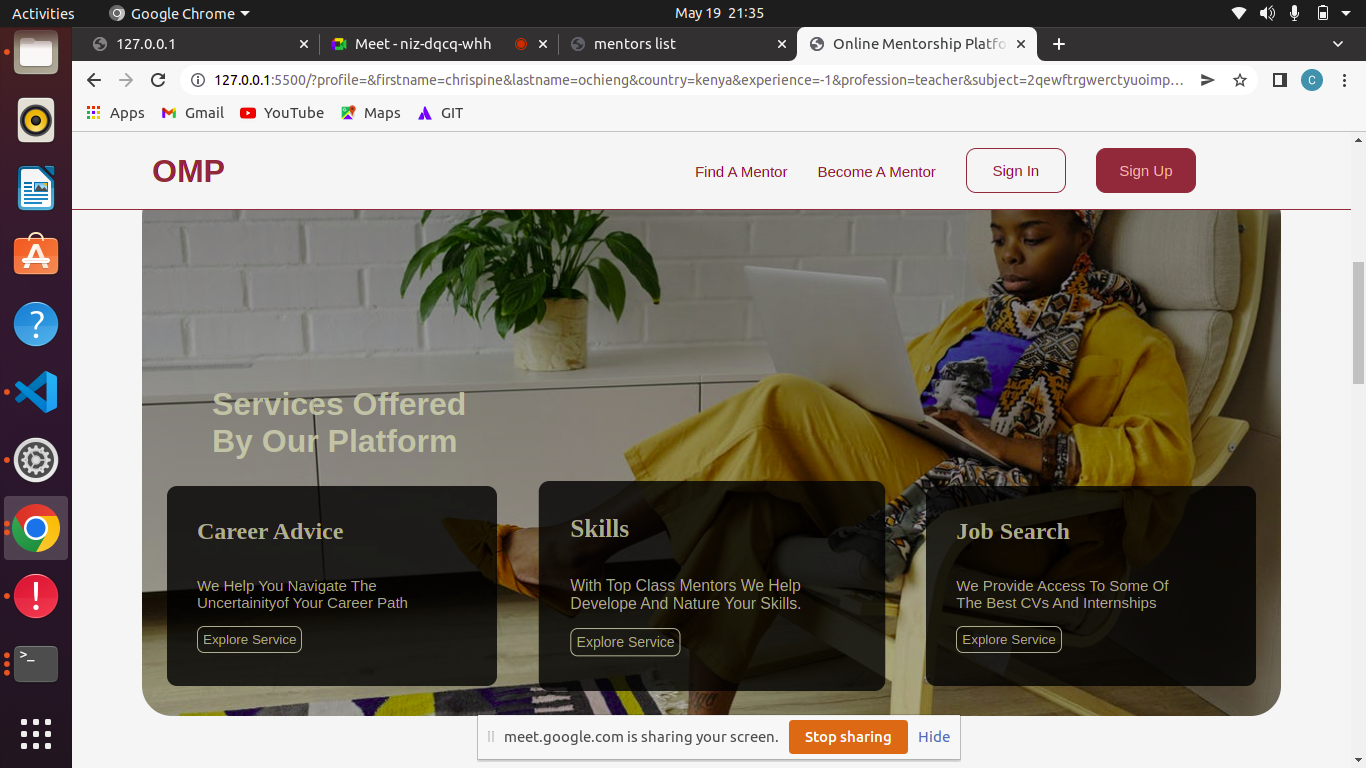 Activities
Google Chrome
May 19 21:35
127.0.0.1
Meet - niz-dqcq-whh
mentors list
Online Mentorship Platfo
127.0.0.1:5500/?profile=&firstname=chrispine&lastname=ochieng&country=kenya&experience=-1&profession=teacher&subject=2qewftrgwerctyuoimp...
C
Apps
Gmail
YouTube
Maps
GIT
OMP
Find A Mentor
Become A Mentor
Sign In
Sign Up
Services Offered
By Our Platform
Career Advice
We Help You Navigate The
Uncertainityof Your Career Path
Explore Service
Skills
With Top Class Mentors We Help
Develope And Nature Your Skills.
Explore Service
Job Search
We Provide Access To Some Of
The Best CVs And Internships
Explore Service
meet.google.com is sharing your screen.
Stop sharing
Hide